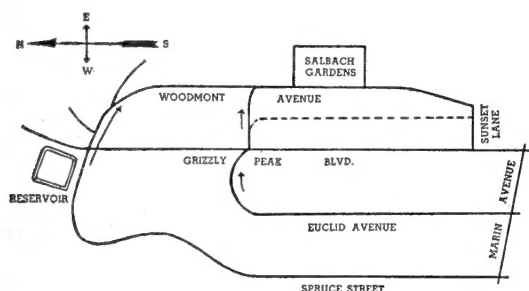 E
N S
W
SALBACH
GARDENS
WOODMONT AVENUE
SUNSET
LANE
GRIZZLY PEAK BLVD.
RESERVOIR
EUCLID AVENUE
MARIN AVENUE
SPRUCE STREET